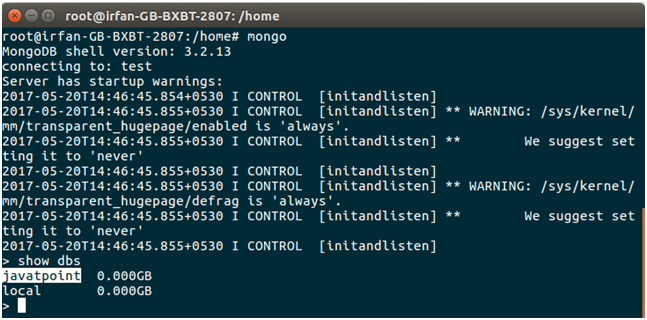 root@irfan-GB-BXBT-2807: /home
root@irfan-GB-BXBT-2807:/home# mongo
MongoDB shell version: 3.2.13
connecting to: test
Server has startup warnings:
2017-05-20T14:46:45.854+0530 I CONTROL  [initandlisten]
2017-05-20T14:46:45.855+0530 I CONTROL  [initandlisten] ** WARNING: /sys/kernel/
mm/transparent_hugepage/enabled is 'always'.
2017-05-20T14:46:45.855+0530 I CONTROL  [initandlisten] **        We suggest set
ting it to 'never'
2017-05-20T14:46:45.855+0530 I CONTROL  [initandlisten]
2017-05-20T14:46:45.855+0530 I CONTROL  [initandlisten] ** WARNING: /sys/kernel/
mm/transparent_hugepage/defrag is 'always'.
2017-05-20T14:46:45.855+0530 I CONTROL  [initandlisten] **        We suggest set
ting it to 'never'
2017-05-20T14:46:45.855+0530 I CONTROL  [initandlisten]
> show dbs
javatpoint  0.000GB
local       0.000GB
>